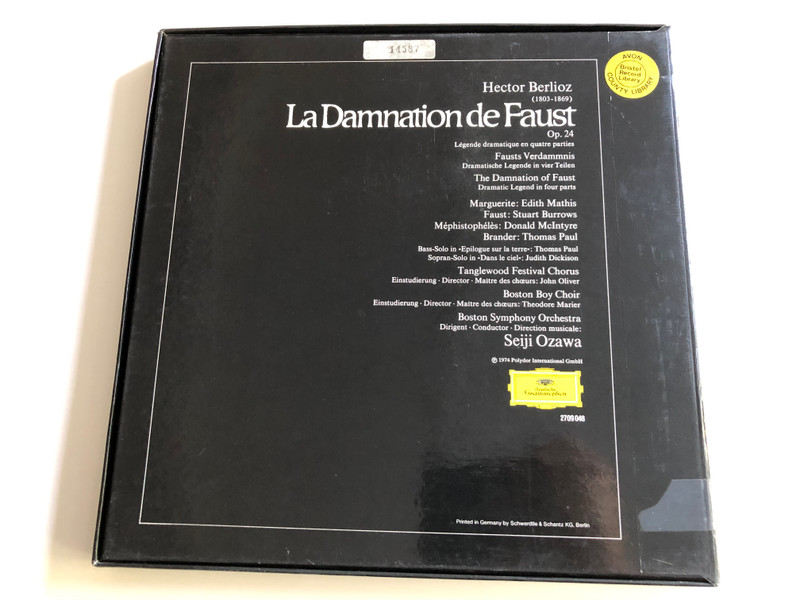 14387
AVON
Bristol
Record
Library
COUNTY LIBRARY
Hector Berlioz
(1803-1869)
La Damnation de Faust
Op. 24
Légende dramatique en quatre parties
Fausts Verdammnis
Dramatische Legende in vier Teilen
The Damnation of Faust
Dramatic Legend in four parts
Marguerite: Edith Mathis
Faust: Stuart Burrows
Méphistophélès: Donald McIntyre
Brander: Thomas Paul
Bass-Solo in «Epilogue sur la terre»: Thomas Paul
Sopran-Solo in «Dans le ciel»: Judith Dickison
Tanglewood Festival Chorus
Einstudierung · Director · Maître des chœurs: John Oliver
Boston Boy Choir
Einstudierung · Director · Maître des chœurs: Theodore Marier
Boston Symphony Orchestra
Dirigent · Conductor · Direction musicale:
Seiji Ozawa
℗ 1974 Polydor International GmbH
Deutsche
Grammophon
2709 048
Printed in Germany by Schwerdtle & Schantz KG, Berlin